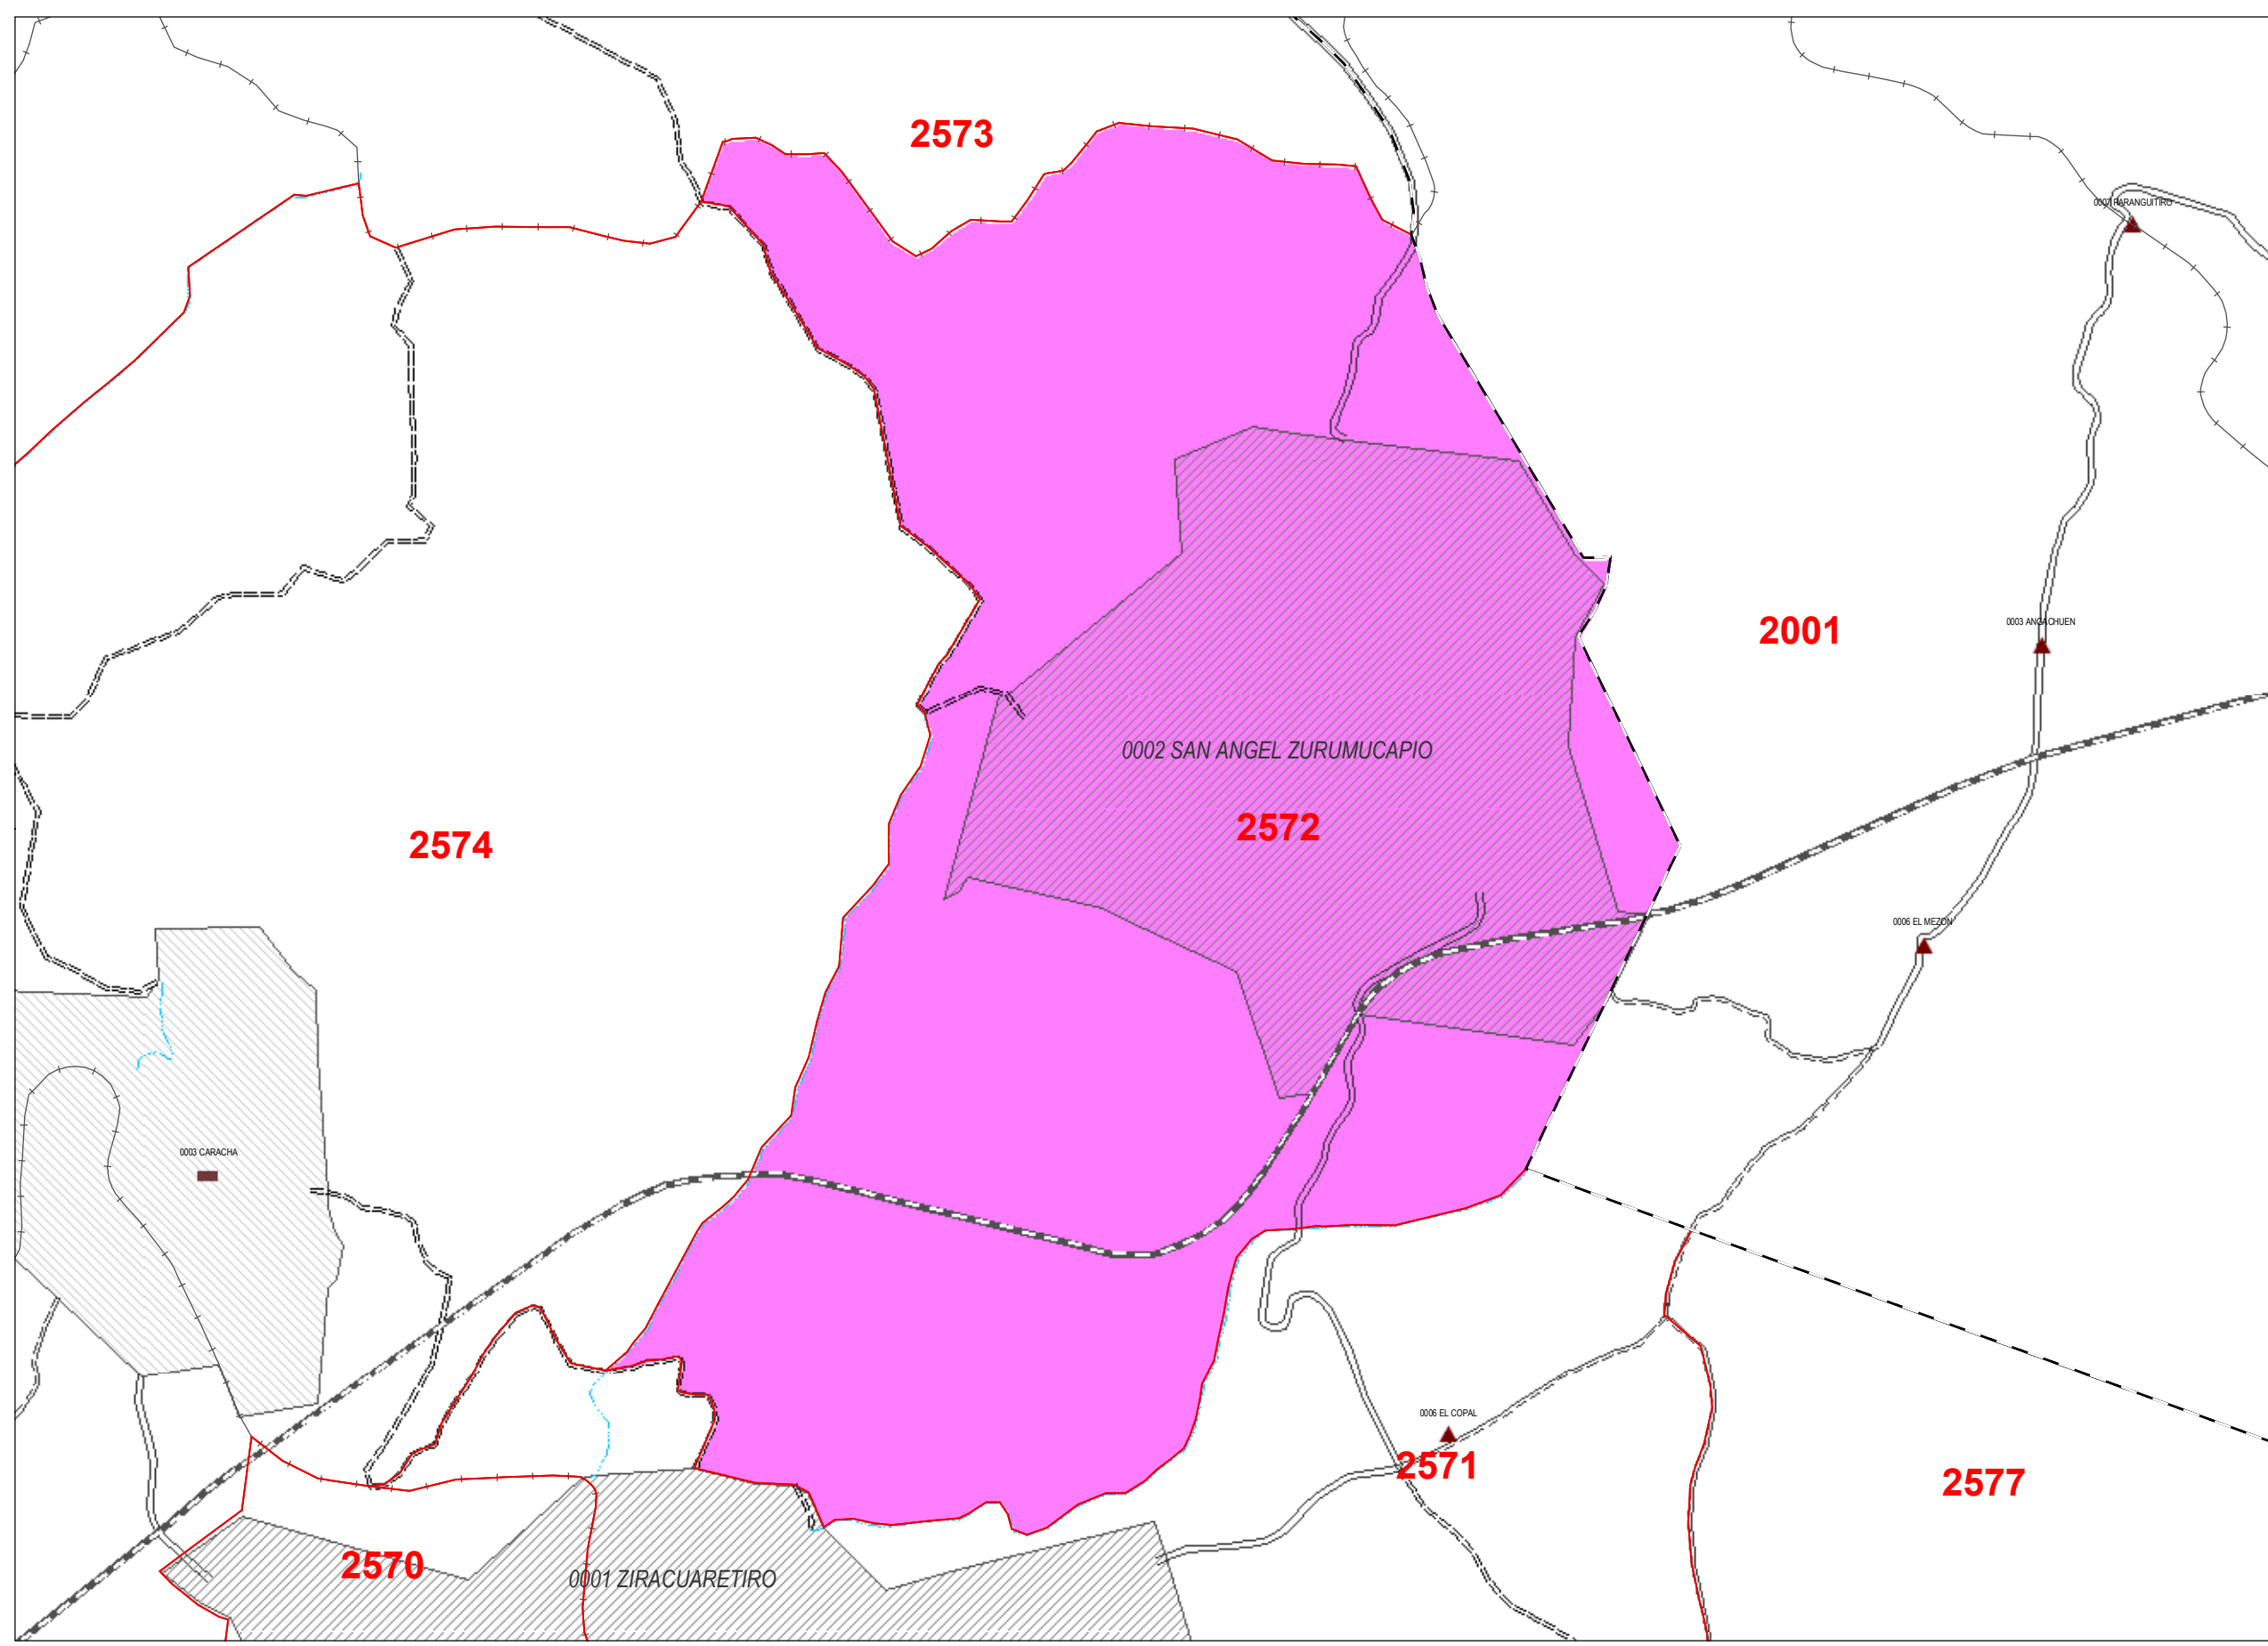 2573
0007 PARANGUITIRO
2001
0003 ANGACHUEN
0002 SAN ANGEL ZURUMUCAPIO
2572
2574
0006 EL MEZON
0003 CARACHA
0006 EL COPAL
2571
2577
2570
0001 ZIRACUARETIRO